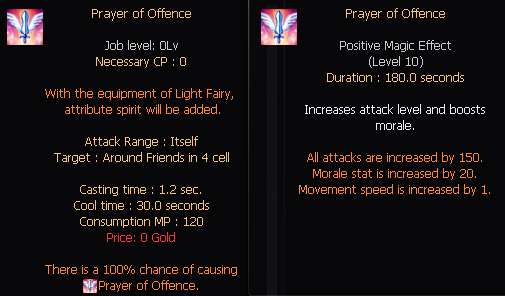 Prayer of Offence
Job level: 0Lv
Necessary CP : 0
With the equipment of Light Fairy,
attribute spirit will be added.
Attack Range : Itself
Target : Around Friends in 4 cell
Casting time : 1.2 sec.
Cool time : 30.0 seconds
Consumption MP : 120
Price: 0 Gold
There is a 100% chance of causing
Prayer of Offence.
Prayer of Offence
Positive Magic Effect
(Level 10)
Duration : 180.0 seconds
Increases attack level and boosts
morale.
All attacks are increased by 150.
Morale stat is increased by 20.
Movement speed is increased by 1.